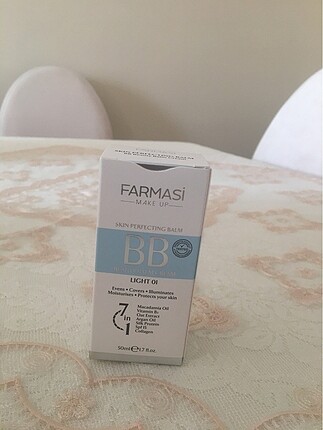 FARMASİ
MAKE UP
SKIN PERFECTING BALM
BB
LIGHT 01
Evens • Covers • Illuminates
Moisturizes • Protects your skin
7 in 1
Macadamia Oil
Vitamin B5
Oat Extract
Argan Oil
Silk Protein
Spf 15
Collagen
50ml ℮ 1.7 fl.oz.